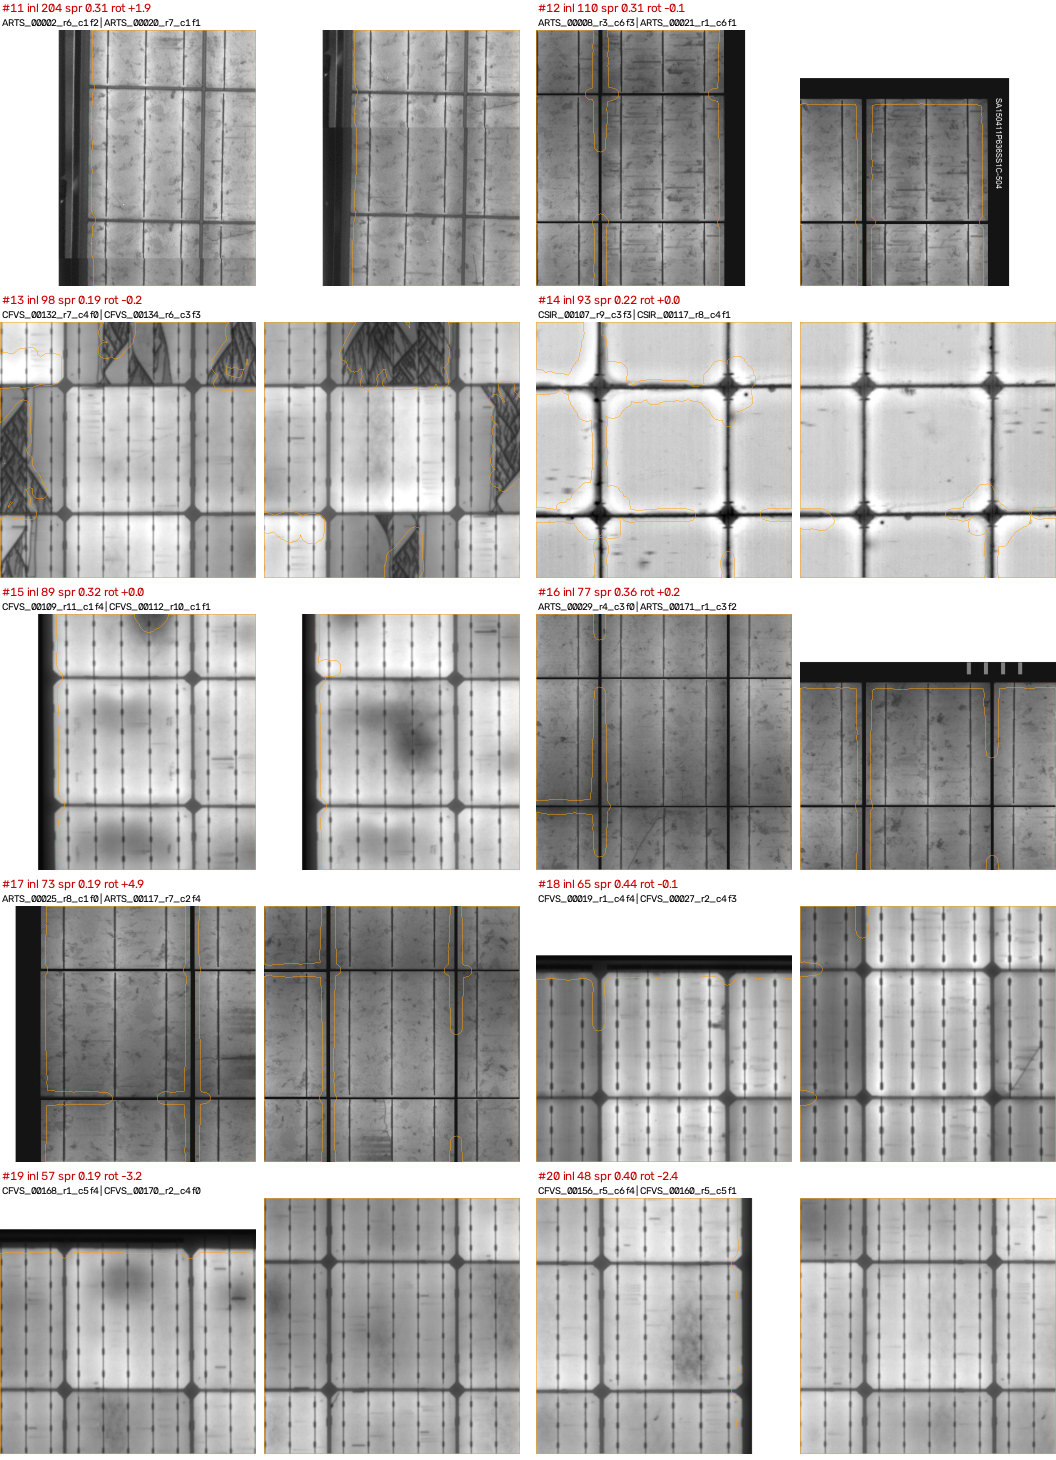 #11 inl 204 spr 0.31 rot +1.9
ARTS_00002_r6_c1 f2 | ARTS_00020_r7_c1 f1
#12 inl 110 spr 0.31 rot -0.1
ARTS_00008_r3_c6 f3 | ARTS_00021_r1_c6 f1
SA150411P636SS1C-504
#13 inl 98 spr 0.19 rot -0.2
CFVS_00132_r7_c4 f0 | CFVS_00134_r6_c3 f3
#14 inl 93 spr 0.22 rot +0.0
CSIR_00107_r9_c3 f3 | CSIR_00117_r8_c4 f1
#15 inl 89 spr 0.32 rot +0.0
CFVS_00109_r11_c1 f4 | CFVS_00112_r10_c1 f1
#16 inl 77 spr 0.36 rot +0.2
ARTS_00029_r4_c3 f0 | ARTS_00171_r1_c3 f2
#17 inl 73 spr 0.19 rot +4.9
ARTS_00025_r8_c1 f0 | ARTS_00117_r7_c2 f4
#18 inl 65 spr 0.44 rot -0.1
CFVS_00019_r1_c4 f4 | CFVS_00027_r2_c4 f3
#19 inl 57 spr 0.19 rot -3.2
CFVS_00168_r1_c5 f4 | CFVS_00170_r2_c4 f0
#20 inl 48 spr 0.40 rot -2.4
CFVS_00156_r5_c6 f4 | CFVS_00160_r5_c5 f1